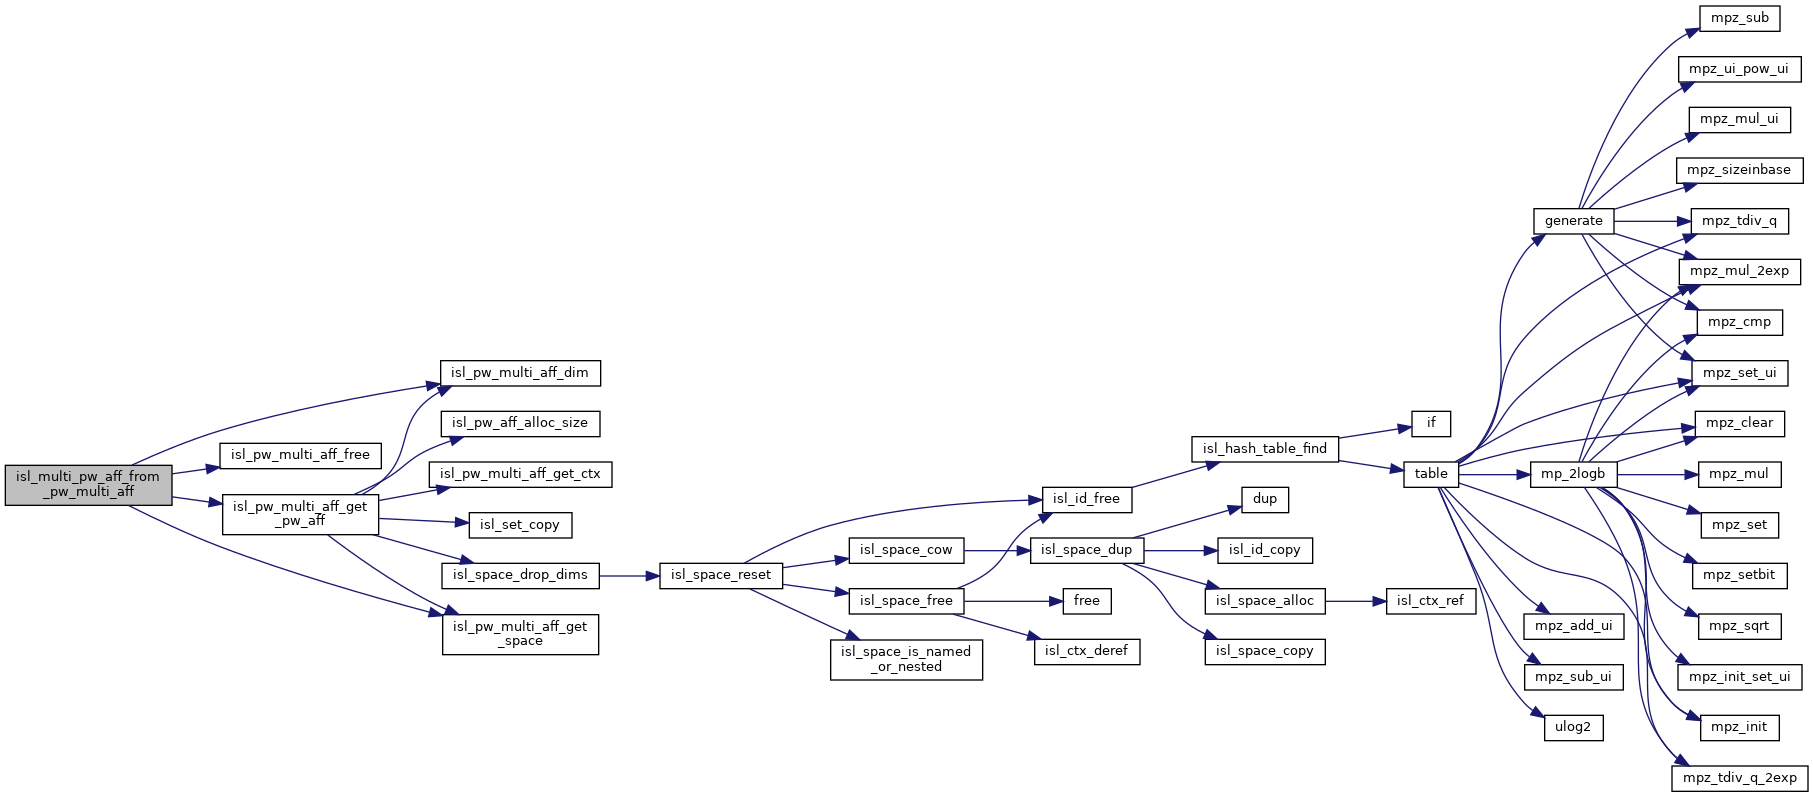 isl_multi_pw_aff_from
_pw_multi_aff
isl_pw_multi_aff_free
isl_pw_multi_aff_get
_pw_aff
isl_pw_multi_aff_dim
isl_pw_aff_alloc_size
isl_pw_multi_aff_get_ctx
isl_set_copy
isl_space_drop_dims
isl_pw_multi_aff_get
_space
isl_space_reset
isl_space_cow
isl_space_free
isl_space_is_named
_or_nested
isl_id_free
isl_space_dup
free
isl_ctx_deref
isl_hash_table_find
dup
isl_id_copy
isl_space_alloc
isl_space_copy
if
table
isl_ctx_ref
generate
mp_2logb
mpz_add_ui
mpz_sub_ui
ulog2
mpz_sub
mpz_ui_pow_ui
mpz_mul_ui
mpz_sizeinbase
mpz_tdiv_q
mpz_mul_2exp
mpz_cmp
mpz_set_ui
mpz_clear
mpz_mul
mpz_set
mpz_setbit
mpz_sqrt
mpz_init_set_ui
mpz_init
mpz_tdiv_q_2exp